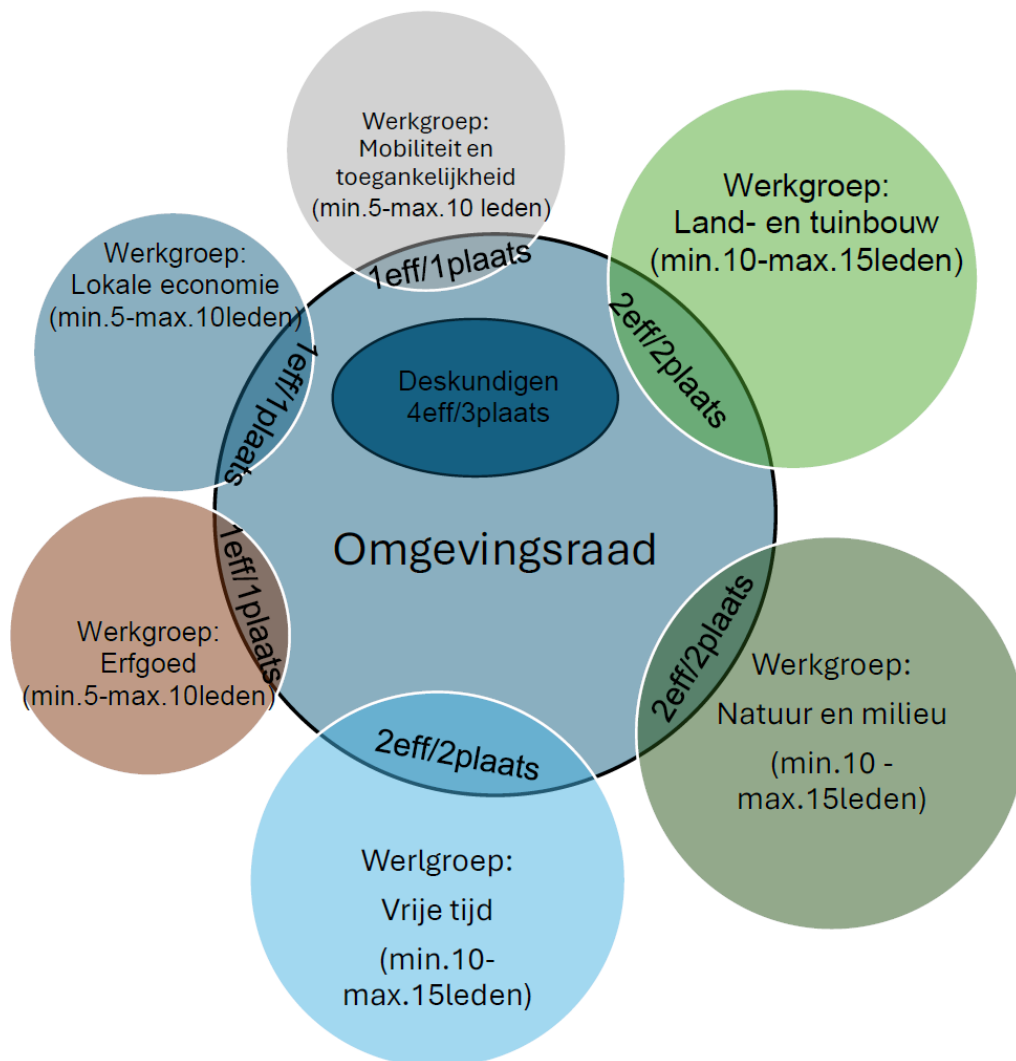 Werkgroep:
Mobiliteit en
toegankelijkheid
(min.5-max.10 leden)
1eff/1plaats
Werkgroep:
Land- en tuinbouw
(min.10-max.15leden)
2eff/2plaats
Werkgroep:
Lokale economie
(min.5-max.10leden)
1eff/1plaats
Deskundigen
4eff/3plaats
Omgevingsraad
Werkgroep:
Erfgoed
(min.5-max.10leden)
1eff/1plaats
Werkgroep:
Natuur en milieu
(min.10 -
max.15leden)
2eff/2plaats
2eff/2plaats
Werlgroep:
Vrije tijd
(min.10-
max.15leden)